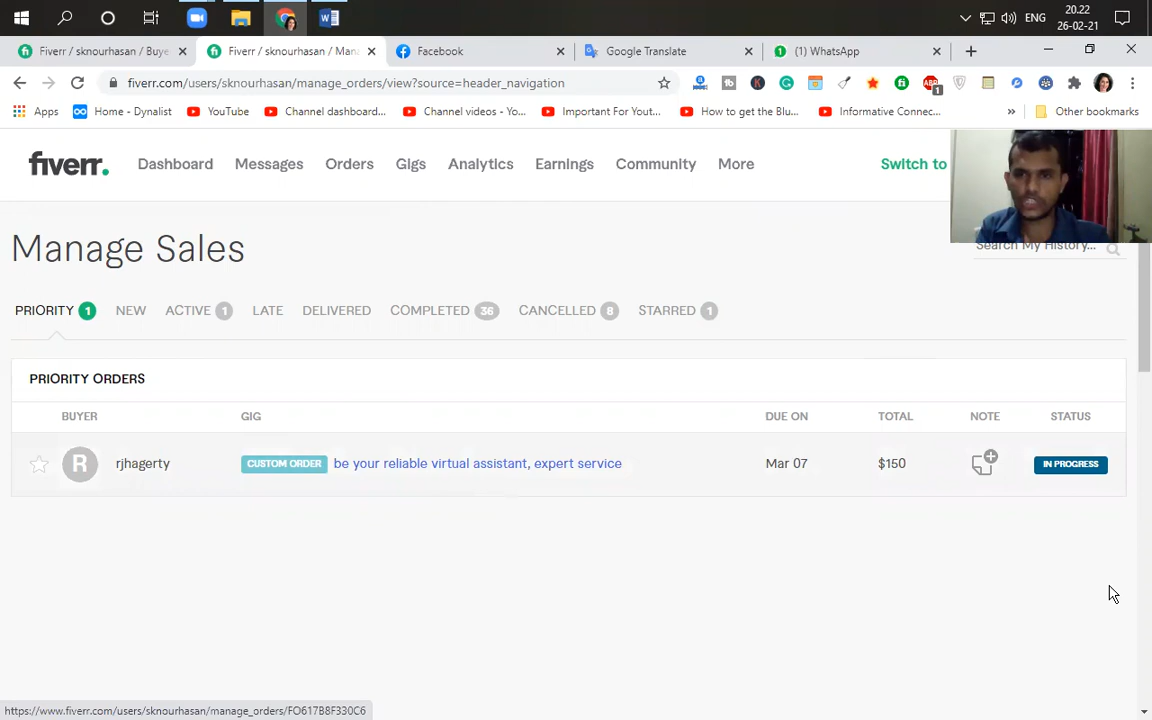 20.22
ENG
26-02-21
Fiverr / sknourhasan / Buye
Fiverr / sknourhasan / Mana
Facebook
Google Translate
(1) WhatsApp
fiverr.com/users/sknourhasan/manage_orders/view?source=header_navigation
Apps
Home - Dynalist
YouTube
Channel dashboard...
Channel videos - Yo...
Important For Yout...
How to get the Blu...
Informative Connec...
»
Other bookmarks
fiverr.
Dashboard
Messages
Orders
Gigs
Analytics
Earnings
Community
More
Switch to
Manage Sales
Search My History...
PRIORITY 1
NEW
ACTIVE 1
LATE
DELIVERED
COMPLETED 36
CANCELLED 8
STARRED 1
PRIORITY ORDERS
BUYER
GIG
DUE ON
TOTAL
NOTE
STATUS
R
rjhagerty
CUSTOM ORDER
be your reliable virtual assistant, expert service
Mar 07
$150
IN PROGRESS
https://www.fiverr.com/users/sknourhasan/manage_orders/FO617B8F330C6